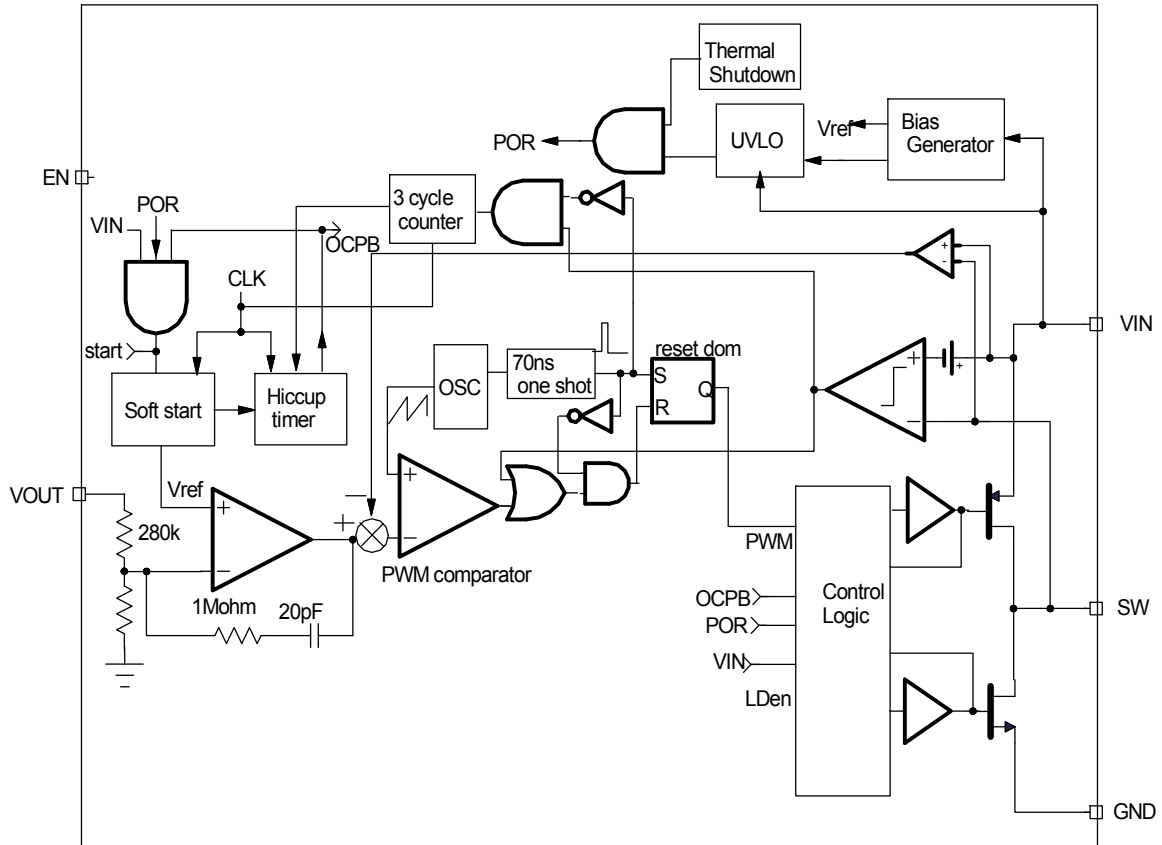 Thermal
Shutdown
POR
UVLO
Vref
Bias
Generator
EN
VIN
POR
OCPB
3 cycle
counter
+
-
CLK
start
Soft start
Hiccup
timer
OSC
70ns
one shot
reset dom
S
Q
R
+
−
+
VIN
VOUT
Vref
280k
+
−
−
+
+
−
PWM comparator
1Mohm
20pF
PWM
OCPB
POR
VIN
LDen
Control
Logic
SW
GND